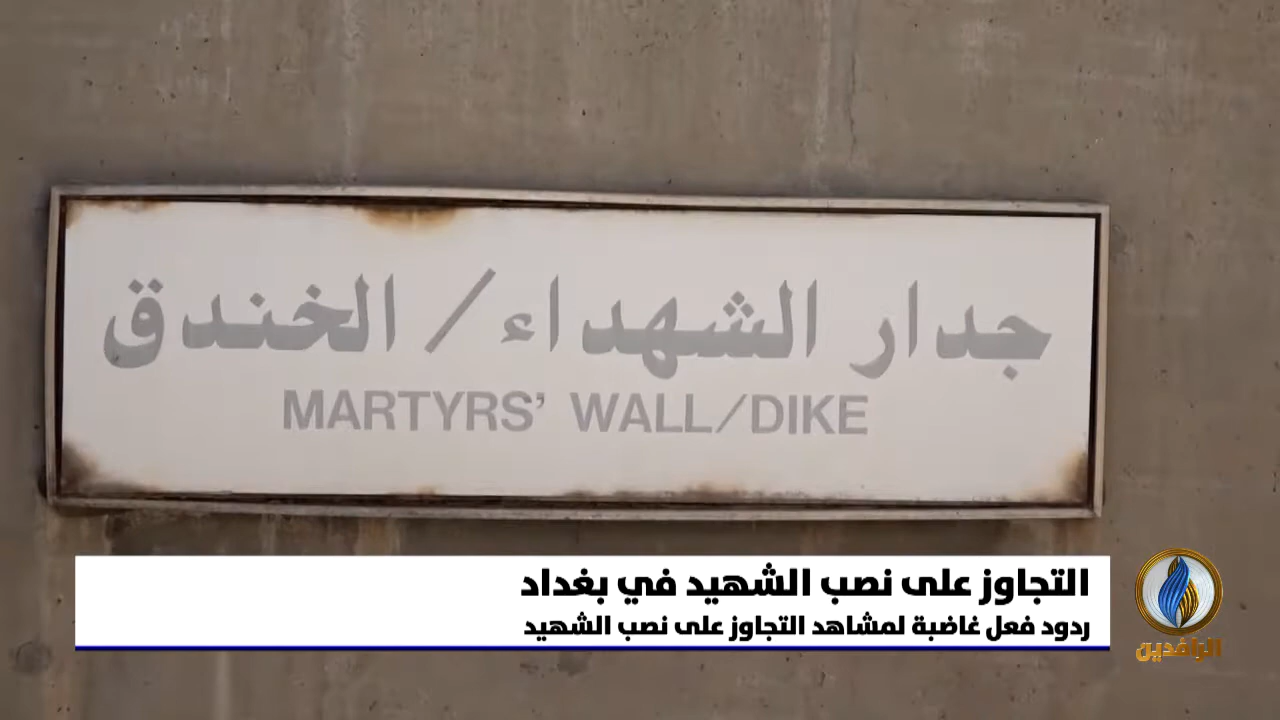 جدار الشهداء / الخندق
MARTYRS' WALL/DIKE
التجاوز على نصب الشهيد في بغداد
ردود فعل غاضبة لمشاهد التجاوز على نصب الشهيد
الرافدين